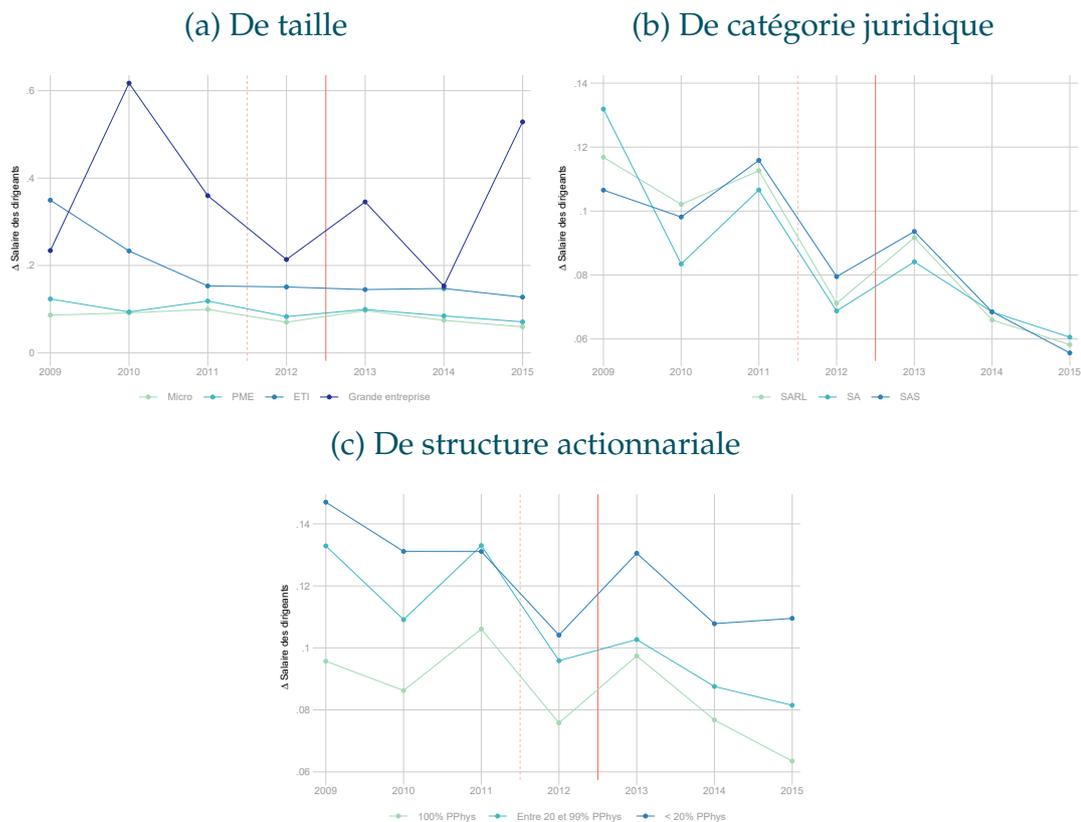 (a) De taille
Δ Salaire des dirigeants
.6
.4
.2
0
2009 2010 2011 2012 2013 2014 2015
Micro PME ETI Grande entreprise
(b) De catégorie juridique
Δ Salaire des dirigeants
.14
.12
.1
.08
.06
2009 2010 2011 2012 2013 2014 2015
SARL SA SAS
(c) De structure actionnariale
Δ Salaire des dirigeants
.14
.12
.1
.08
.06
2009 2010 2011 2012 2013 2014 2015
100% PPhys Entre 20 et 99% PPhys < 20% PPhys